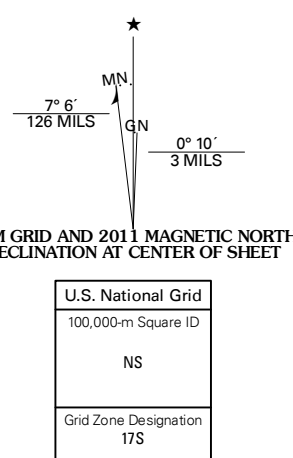 ★
MN
7° 6´
126 MILS
GN
0° 10´
3 MILS
M GRID AND 2011 MAGNETIC NORTH
ECLINATION AT CENTER OF SHEET
U.S. National Grid
100,000-m Square ID
NS
Grid Zone Designation
17S